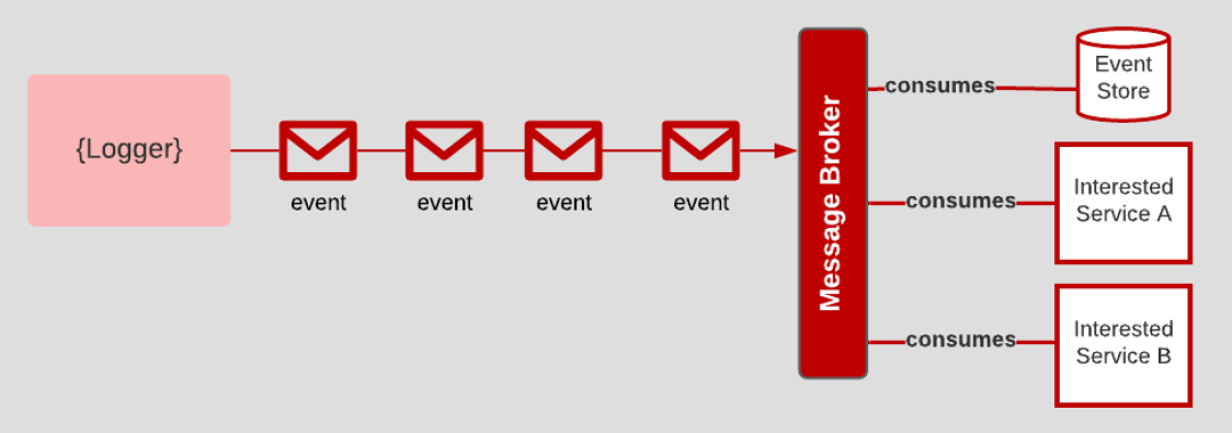 {Logger}
event
event
event
event
Message Broker
consumes
Event
Store
consumes
Interested
Service A
consumes
Interested
Service B